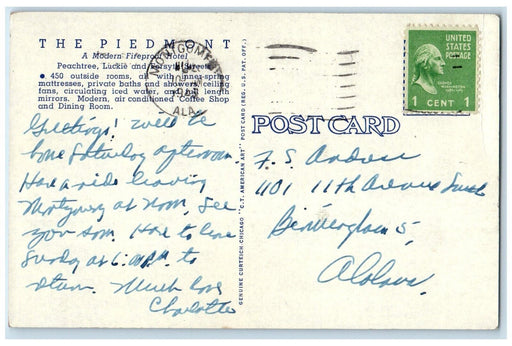 THE PIEDMONT
A Modern Fireproof Hotel
Peachtree, Luckie and Forsyth Streets
● 450 outside rooms, all with inner-spring
mattresses, private baths and showers, ceiling
fans, circulating iced water, and full length
mirrors. Modern, air conditioned Coffee Shop
and Dining Room.
MONTGOMERY
ALA.
UNITED
STATES
POSTAGE
1 CENT 1
POST CARD
GENUINE CURTEICH-CHICAGO "C.T. AMERICAN ART" POST CARD (REG. U.S. PAT. OFF.)
Greetings! Will be
home Saturday afternoon.
Have a ride leaving
Montgomery at noon. See
you soon. Have to leave
Sunday at 6:00 P.M. to
return. Much love
Charlotte
F. S.
1101 11th Avenue South
Birmingham 5,
Alabama.